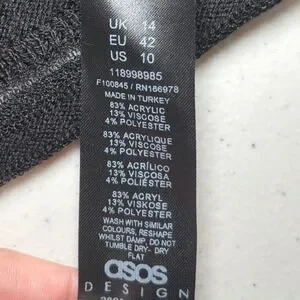 UK 14
EU 42
US 10
118998985
F100845 / RN166978
MADE IN TURKEY
83% ACRYLIC
13% VISCOSE
4% POLYESTER
83% ACRYLIQUE
13% VISCOSE
4% POLYESTER
83% ACRÍLICO
13% VISCOSA
4% POLIÉSTER
83% ACRYL
13% VISKOSE
4% POLYESTER
WASH WITH SIMILAR
COLOURS, RESHAPE
WHILST DAMP, DO NOT
TUMBLE DRY- DRY
FLAT
asos
DESIGN